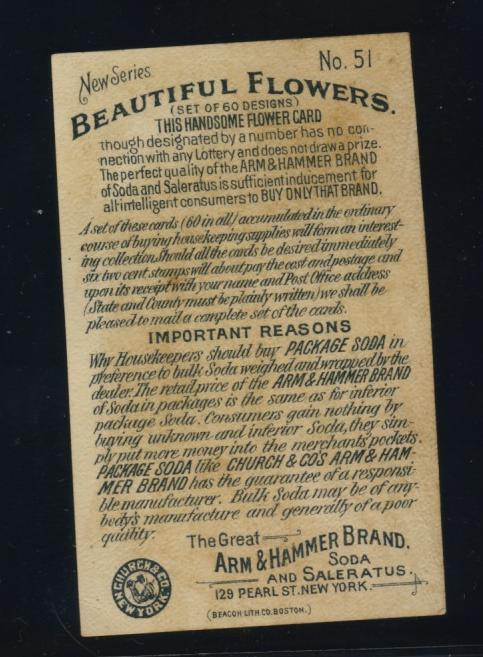 New Series
No. 51
BEAUTIFUL FLOWERS.
(SET OF 60 DESIGNS)
THIS HANDSOME FLOWER CARD
though designated by a number has no con-
nection with any Lottery and does not draw a prize.
The perfect quality of the ARM & HAMMER BRAND
of Soda and Saleratus is sufficient inducement for
all intelligent consumers to BUY ONLY THAT BRAND.
A set of these cards (60 in all) accumulated in the ordinary
course of buying housekeeping supplies will form an interest-
ing collection. Should all the cards be desired immediately
six two cent stamps will about pay the cost and postage and
upon its receipt with your name and Post Office address
(State and County must be plainly written) we shall be
pleased to mail a complete set of the cards.
IMPORTANT REASONS
Why Housekeepers should buy PACKAGE SODA in
preference to bulk Soda weighed and wrapped by the
dealer. The retail price of the ARM & HAMMER BRAND
of Soda in packages is the same as for inferior
package Soda. Consumers gain nothing by
buying unknown and inferior Soda, they sim-
ply put more money into the merchants' pockets.
PACKAGE SODA like CHURCH & CO'S ARM & HAM-
MER BRAND has the guarantee of a responsi-
ble manufacturer. Bulk Soda may be of any-
body's manufacture and generally of a poor
quality.
CHURCH & CO.
NEW YORK
The Great
ARM & HAMMER BRAND.
SODA
AND SALERATUS.
129 PEARL ST. NEW YORK.
(BEACON LITH. CO. BOSTON.)